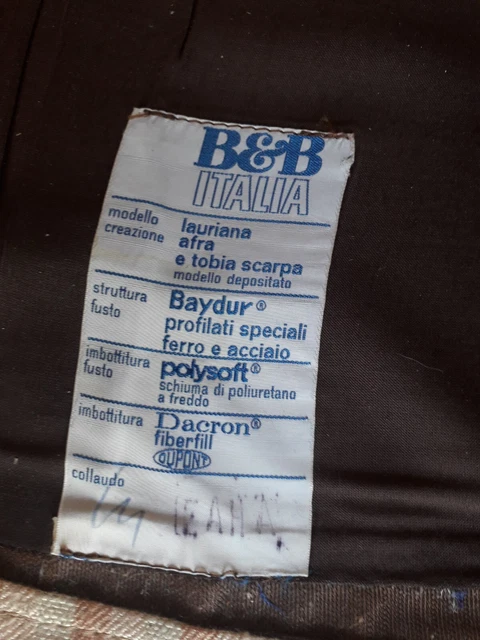 B&B
ITALIA
modello lauriana
creazione afra
e tobia scarpa
modello depositato
struttura Baydur®
fusto profilati speciali
ferro e acciaio
imbottitura polysoft®
fusto schiuma di poliuretano
a freddo
imbottitura Dacron®
fiberfill
DUPONT
collaudo